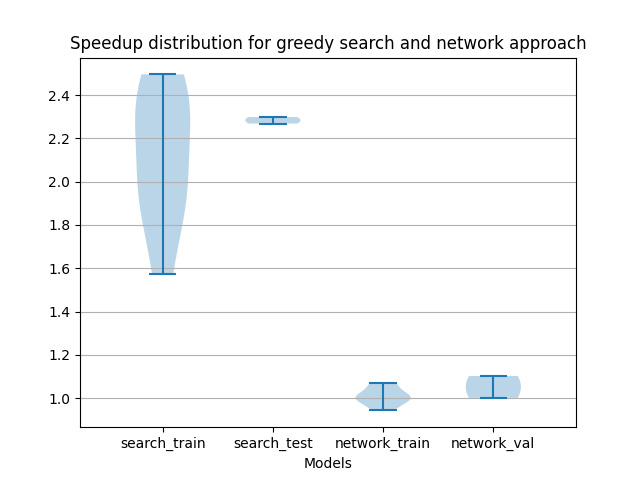 Speedup distribution for greedy search and network approach
2.4
2.2
2.0
1.8
1.6
1.4
1.2
1.0
search_train search_test network_train network_val
Models